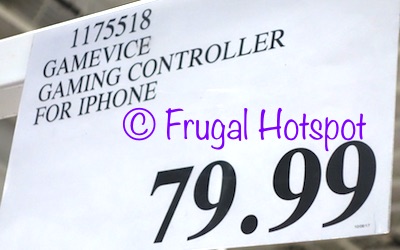 1175518
GAMEVICE
GAMING CONTROLLER
FOR IPHONE
© Frugal Hotspot
79.99